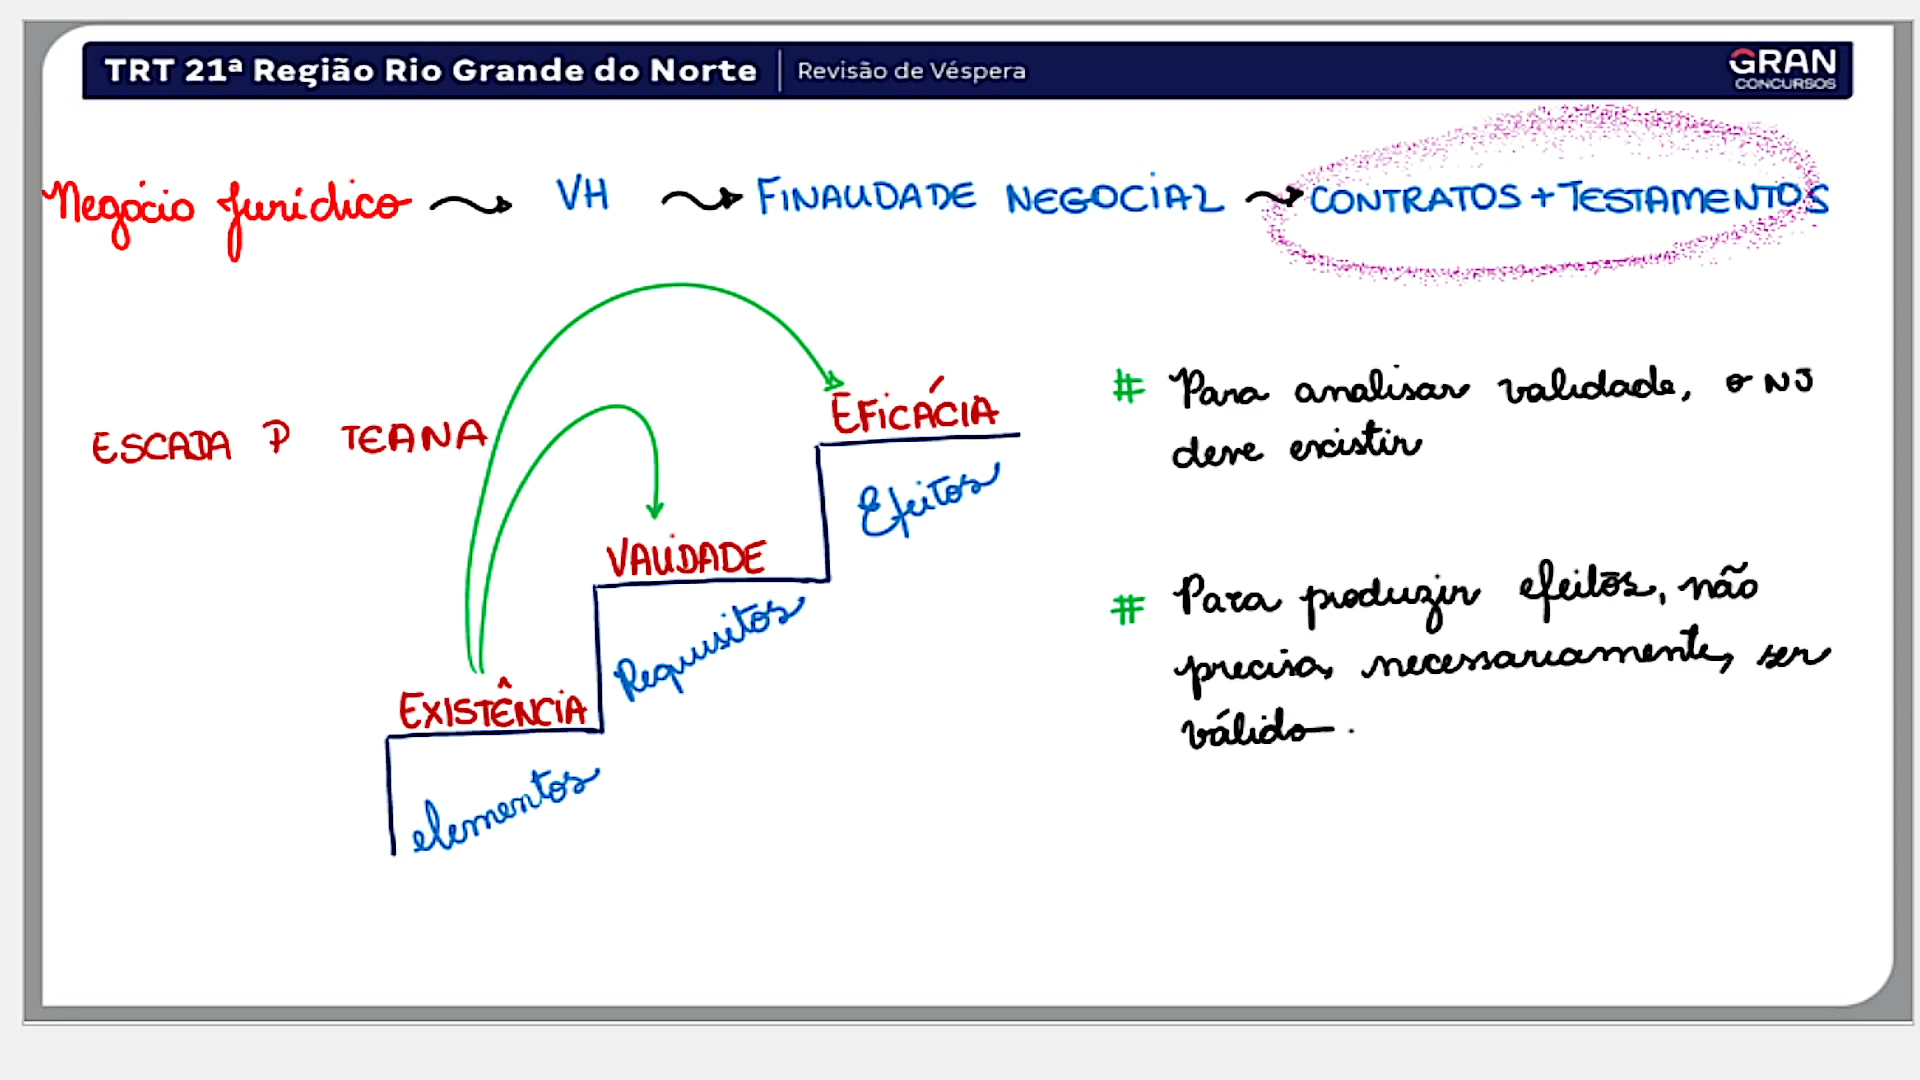 TRT 21ª Região Rio Grande do Norte | Revisão de Véspera
GRAN
CONCURSOS
Negócio Jurídico VH FINALIDADE NEGOCIAL CONTRATOS + TESTAMENTOS
ESCADA P TEANA
EFICÁCIA
Efeitos
VALIDADE
Requisitos
EXISTÊNCIA
elementos
# Para analisar validade, o NJ
deve existir
# Para produzir efeitos, não
precisa, necessariamente, ser
válido.